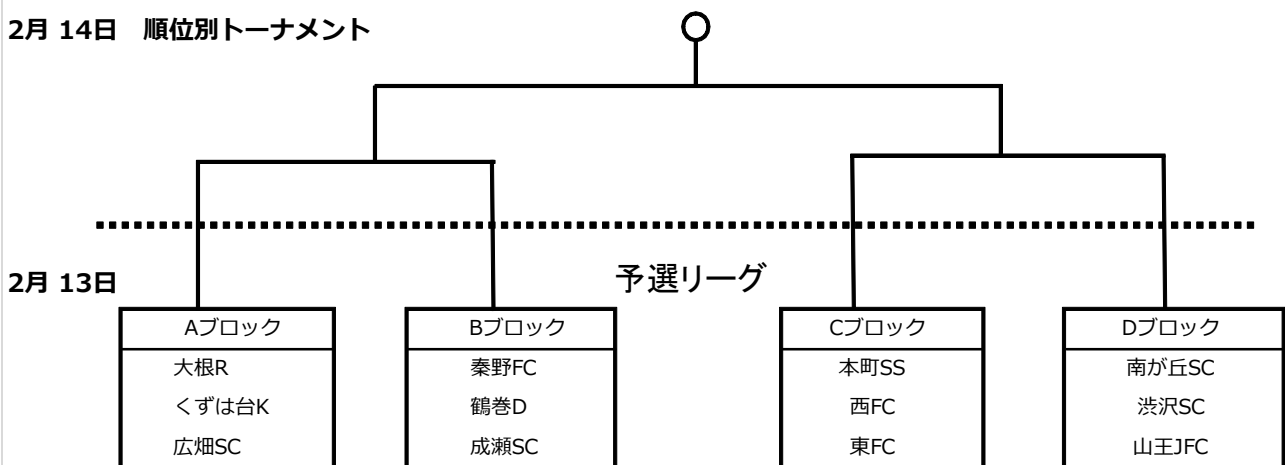 2月 14日 順位別トーナメント
2月 13日
予選リーグ
Aブロック
大根R
くずは台K
広畑SC
Bブロック
秦野FC
鶴巻D
成瀬SC
Cブロック
本町SS
西FC
東FC
Dブロック
南が丘SC
渋沢SC
山王JFC